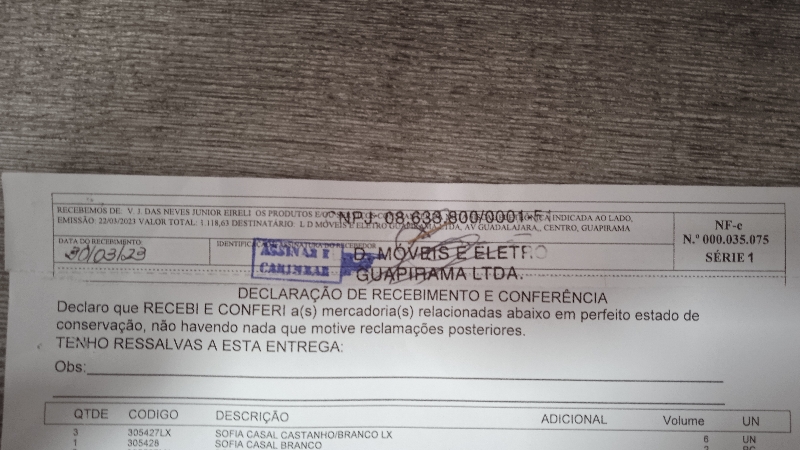 RECEBEMOS DE: V. J. DAS NEVES JUNIOR EIRELI OS PRODUTOS INDICADA AO LADO,
EMISSÃO: 22/03/2023 VALOR TOTAL: 1.118,63 DESTINATÁRIO L D MÓVEIS E ELETRO GUAPIRAMA LTDA, AV GUADALAJARA,, CENTRO, GUAPIRAMA
NPJ. 08.633.800/0001-
NF-e
N.º 000.035.075
SÉRIE 1
DATA DO RECEBIMENTO
30/03/23
ASSINAR E
CARIMBAR
D. MÓVEIS E ELETRO
GUAPIRAMA LTDA.
DECLARAÇÃO DE RECEBIMENTO E CONFERÊNCIA
Declaro que RECEBI E CONFERI a(s) mercadoria(s) relacionadas abaixo em perfeito estado de
conservação, não havendo nada que motive reclamações posteriores.
TENHO RESSALVAS A ESTA ENTREGA:
Obs:
QTDE CODIGO DESCRIÇÃO ADICIONAL Volume UN
3 305427LX SOFIA CASAL CASTANHO/BRANCO LX 6 UN
1 305428 SOFIA CASAL BRANCO